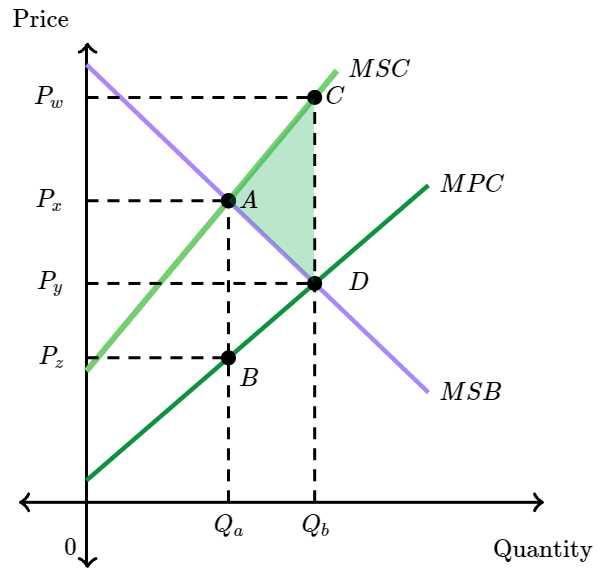 Price
MSC
P_w
C
MPC
P_x
A
P_y
D
P_z
B
MSB
Q_a
Q_b
0
Quantity